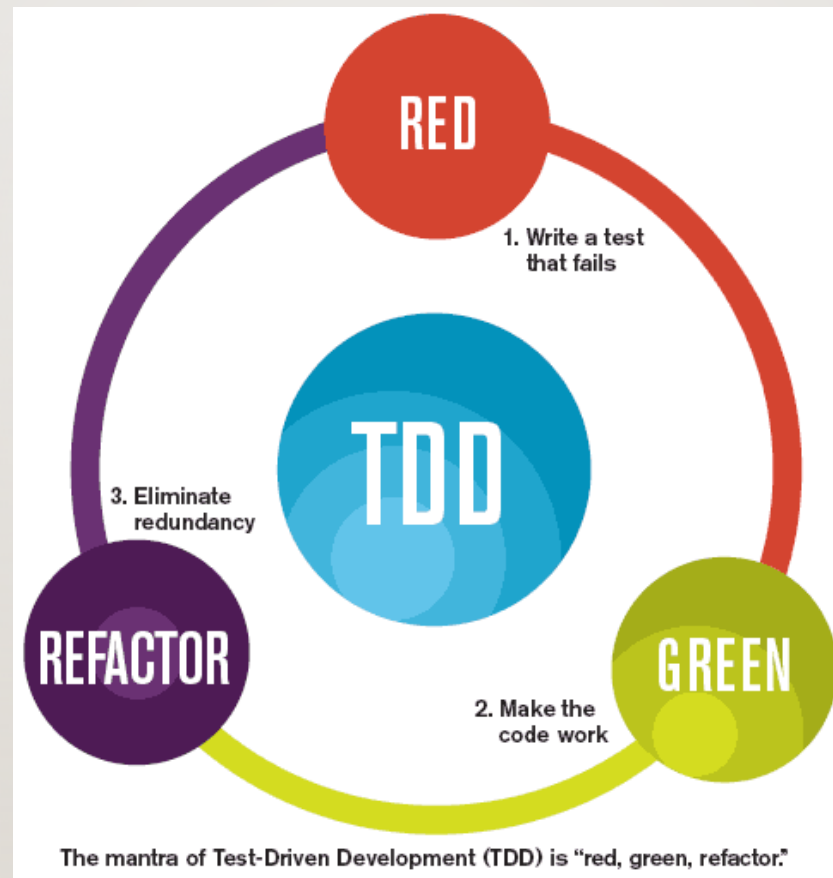 RED
1. Write a test
that fails
TDD
3. Eliminate
redundancy
REFACTOR
GREEN
2. Make the
code work
The mantra of Test-Driven Development (TDD) is “red, green, refactor.”